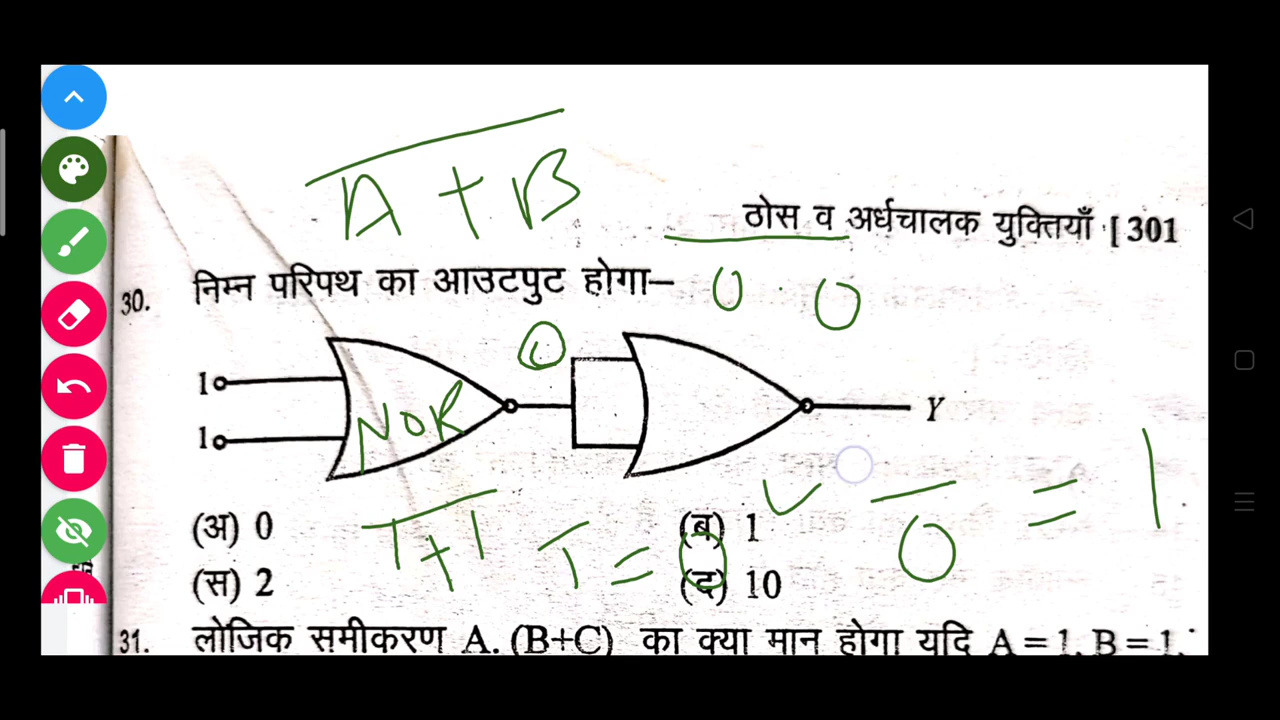 A + B
ठोस व अर्धचालक युक्तियाँ [ 301
30. निम्न परिपथ का आउटपुट होगा– 0 . 0
0
1
NOR
Y
1
(अ) 0
(ब) 1
1+1 1 = 0
0 = 1
(स) 2
(द) 10
31. लोजिक समीकरण A. (B+C) का क्या मान होगा यदि A = 1, B = 1,